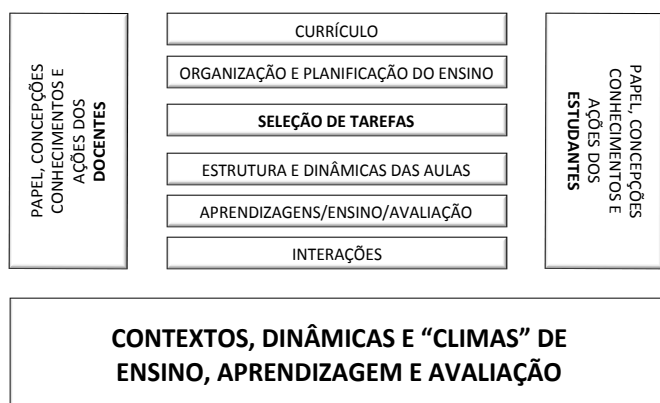 PAPEL, CONCEPÇÕES
CONHECIMENTOS E
AÇÕES DOS
DOCENTES
CURRÍCULO
ORGANIZAÇÃO E PLANIFICAÇÃO DO ENSINO
SELEÇÃO DE TAREFAS
ESTRUTURA E DINÂMICAS DAS AULAS
APRENDIZAGENS/ENSINO/AVALIAÇÃO
INTERAÇÕES
PAPEL, CONCEPÇÕES
CONHECIMENTOS E
AÇÕES DOS
ESTUDANTES
CONTEXTOS, DINÂMICAS E “CLIMAS” DE
ENSINO, APRENDIZAGEM E AVALIAÇÃO